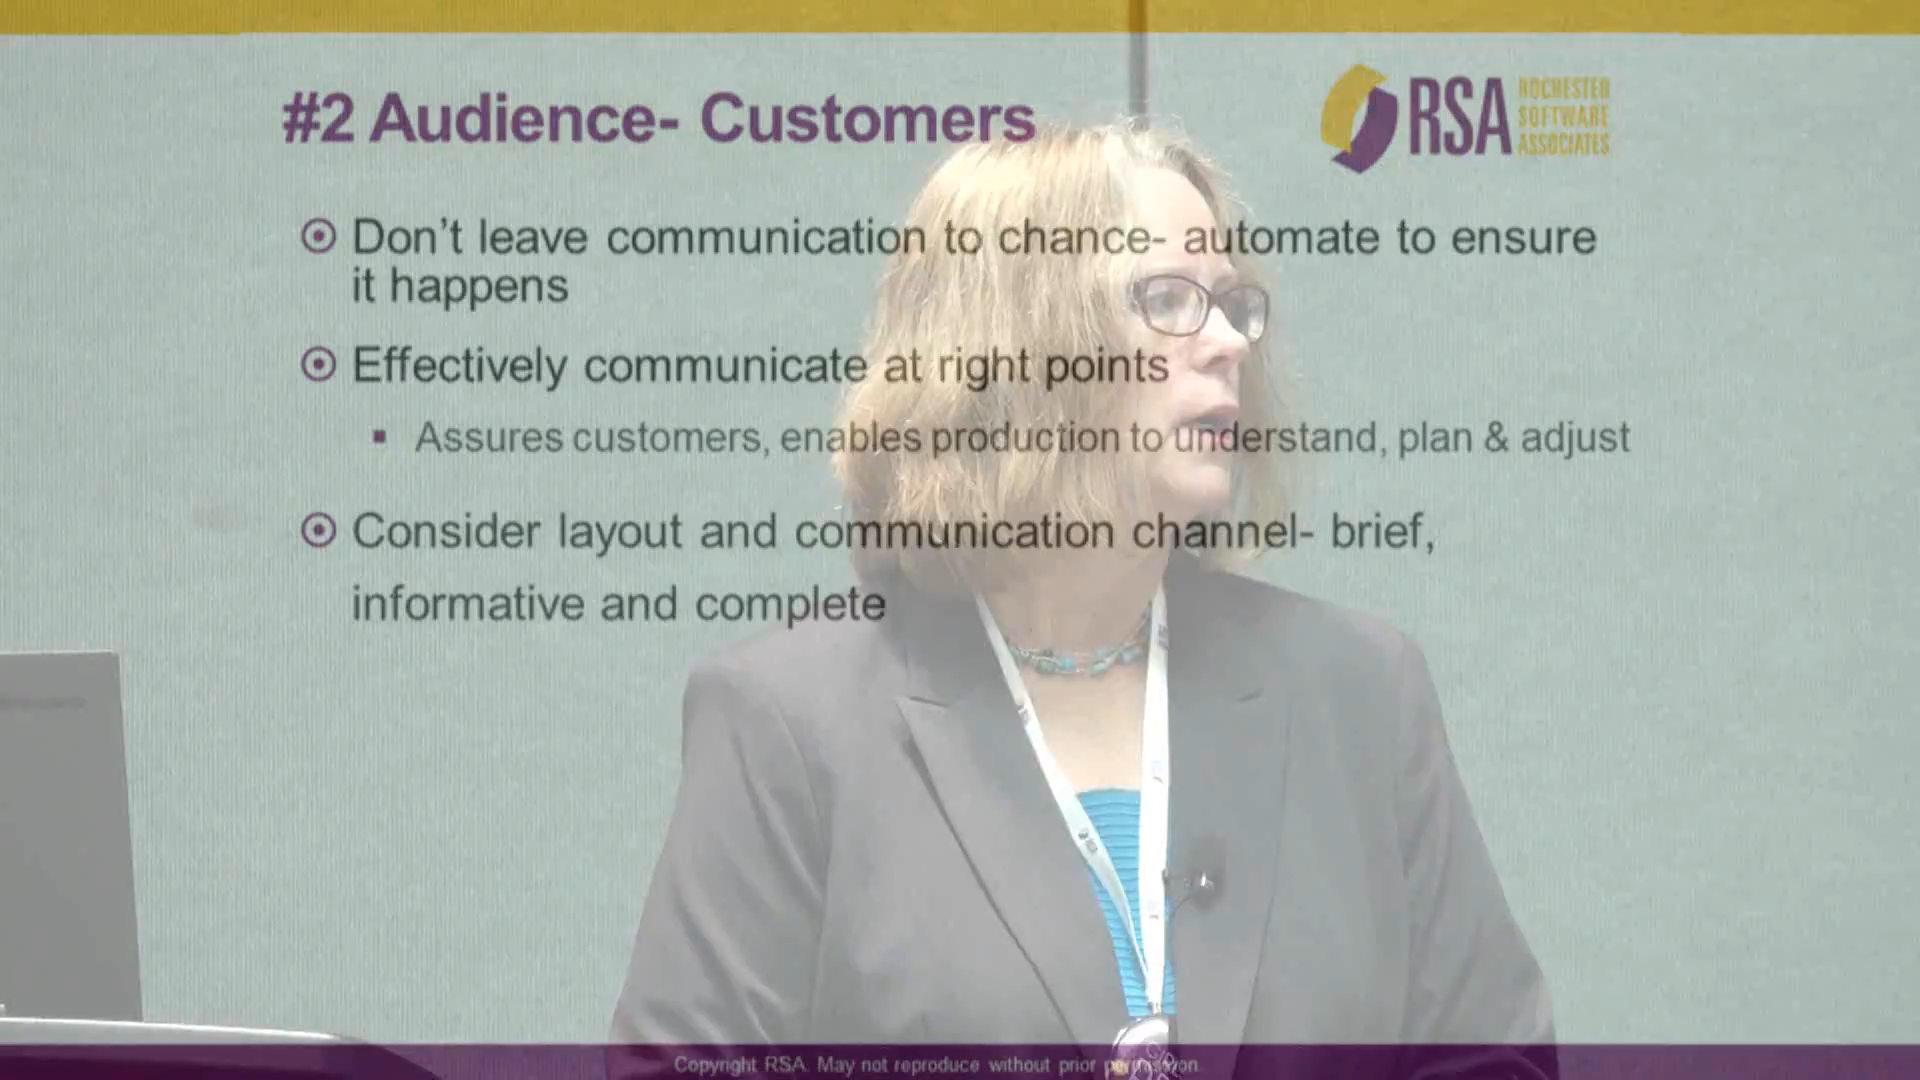 #2 Audience- Customers
RSA
ROCHESTER
SOFTWARE
ASSOCIATES
Don't leave communication to chance- automate to ensure
it happens
Effectively communicate at right points
Assures customers, enables production to understand, plan & adjust
Consider layout and communication channel- brief,
informative and complete
Copyright RSA. May not reproduce without prior permission.